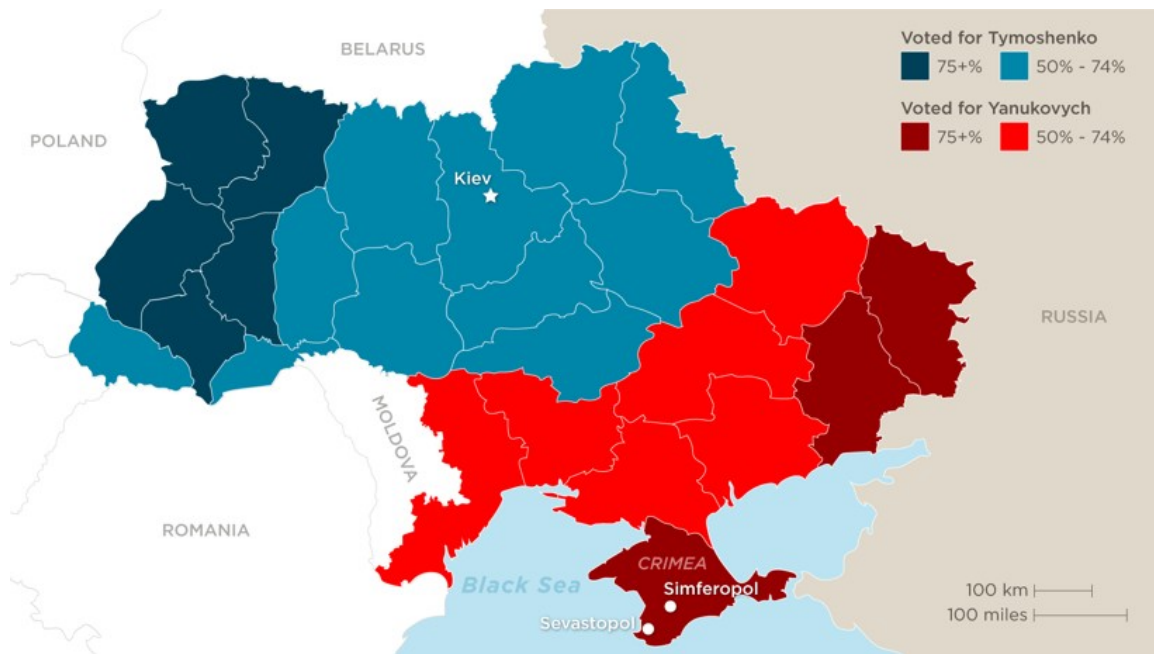 Voted for Tymoshenko
75+% 50% - 74%
Voted for Yanukovych
75+% 50% - 74%
BELARUS
POLAND
Kiev
RUSSIA
MOLDOVA
ROMANIA
CRIMEA
Black Sea
Simferopol
Sevastopol
100 km
100 miles